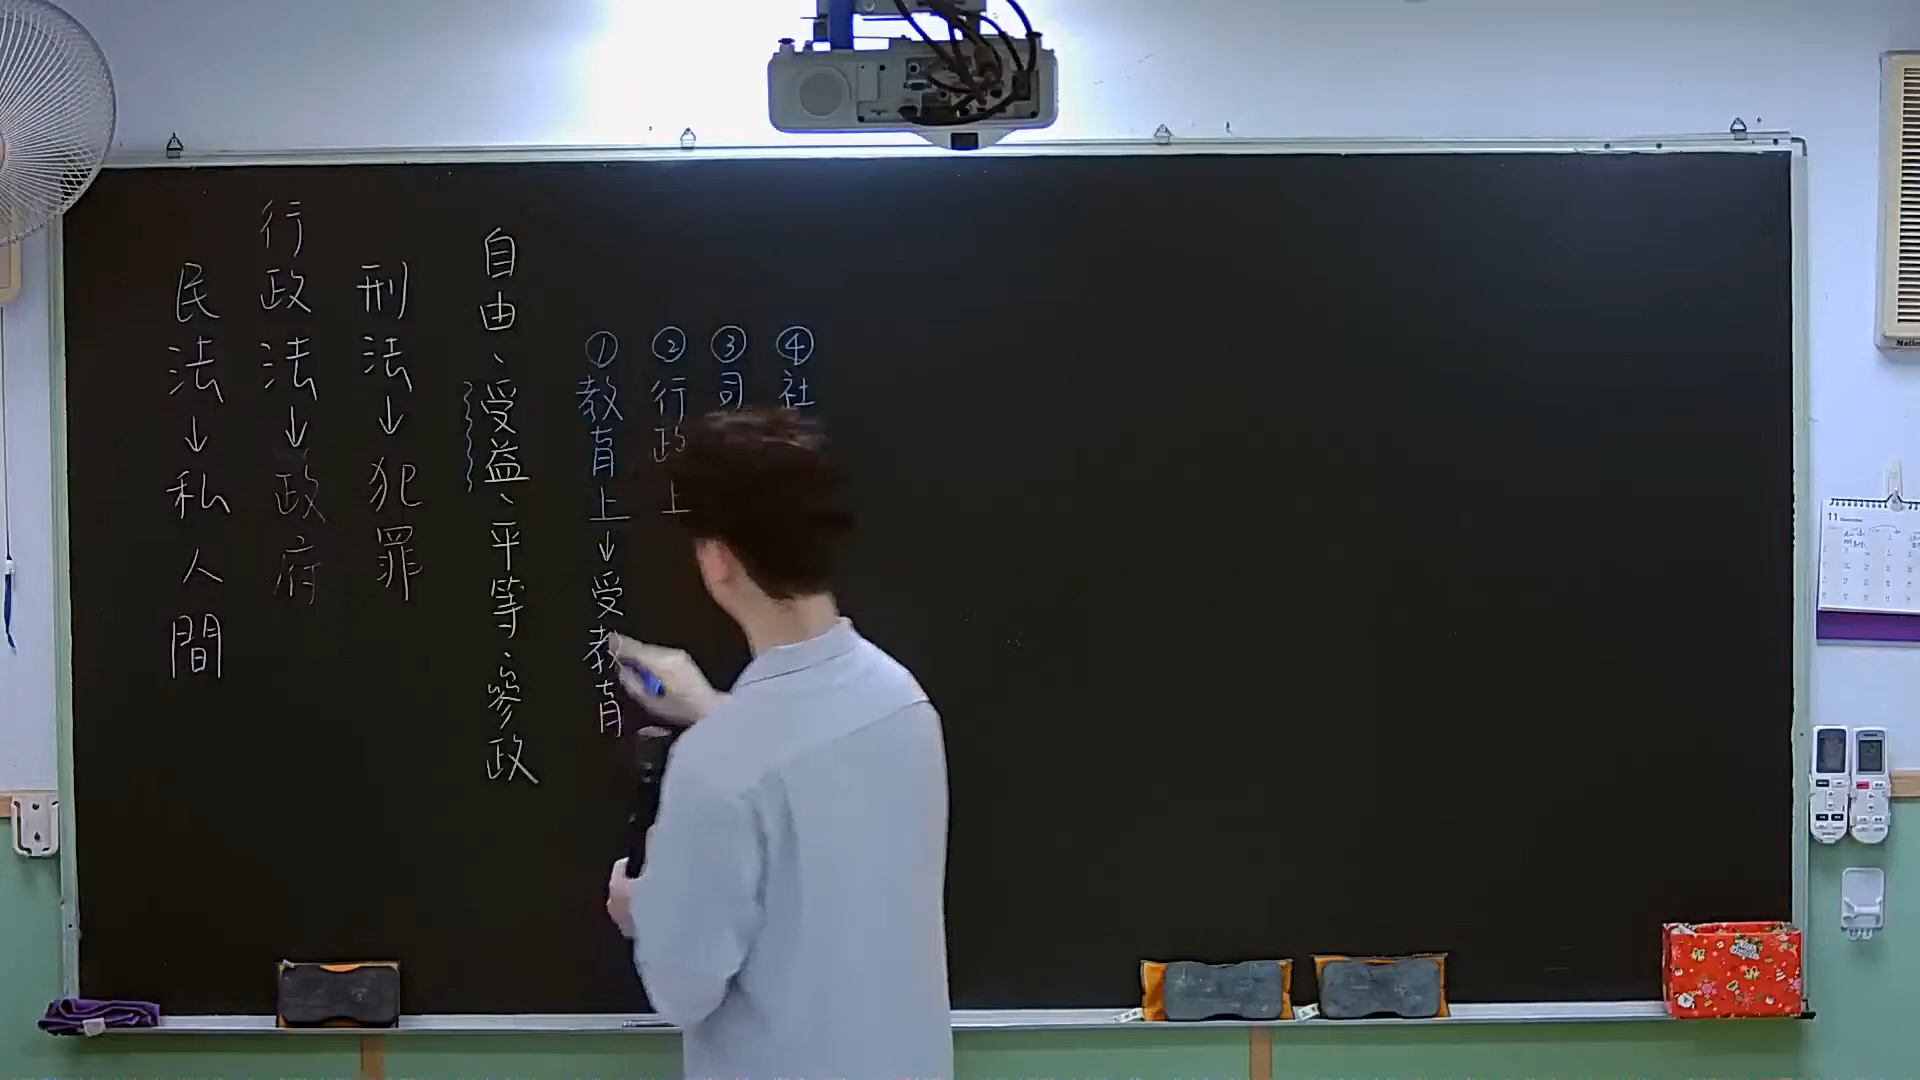 民法→私人間
行政法→政府
刑法→犯罪
自由、受益、平等、參政
①教育上→受教育
②行政上
③司
④社
11